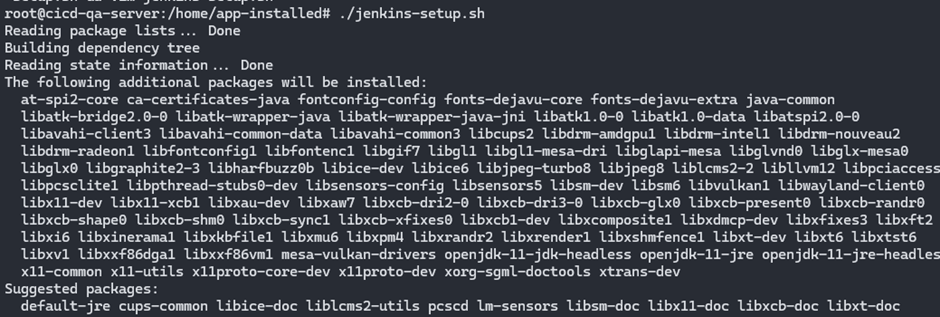 root@cicd-qa-server:/home/app-installed# ./jenkins-setup.sh
Reading package lists... Done
Building dependency tree
Reading state information... Done
The following additional packages will be installed:
at-spi2-core ca-certificates-java fontconfig-config fonts-dejavu-core fonts-dejavu-extra java-common
libatk-bridge2.0-0 libatk-wrapper-java libatk-wrapper-java-jni libatk1.0-0 libatk1.0-data libatspi2.0-0
libavahi-client3 libavahi-common-data libavahi-common3 libcups2 libdrm-amdgpu1 libdrm-intel1 libdrm-nouveau2
libdrm-radeon1 libfontconfig1 libfontenc1 libgif7 libgl1 libgl1-mesa-dri libglapi-mesa libglvnd0 libglx-mesa0
libglx0 libgraphite2-3 libharfbuzz0b libice-dev libice6 libjpeg-turbo8 libjpeg8 liblcms2-2 libllvm12 libpciaccess
libpcsclite1 libpthread-stubs0-dev libsensors-config libsensors5 libsm-dev libsm6 libvulkan1 libwayland-client0
libx11-dev libx11-xcb1 libxau-dev libxaw7 libxcb-dri2-0 libxcb-dri3-0 libxcb-glx0 libxcb-present0 libxcb-randr0
libxcb-shape0 libxcb-shm0 libxcb-sync1 libxcb-xfixes0 libxcb1-dev libxcomposite1 libxdmcp-dev libxfixes3 libxft2
libxi6 libxinerama1 libxkbfile1 libxmu6 libxpm4 libxrandr2 libxrender1 libxshmfence1 libxt-dev libxt6 libxtst6
libxv1 libxxf86dga1 libxxf86vm1 mesa-vulkan-drivers openjdk-11-jdk-headless openjdk-11-jre openjdk-11-jre-headles
x11-common x11-utils x11proto-core-dev x11proto-dev xorg-sgml-doctools xtrans-dev
Suggested packages:
default-jre cups-common libice-doc liblcms2-utils pcscd lm-sensors libsm-doc libx11-doc libxcb-doc libxt-doc